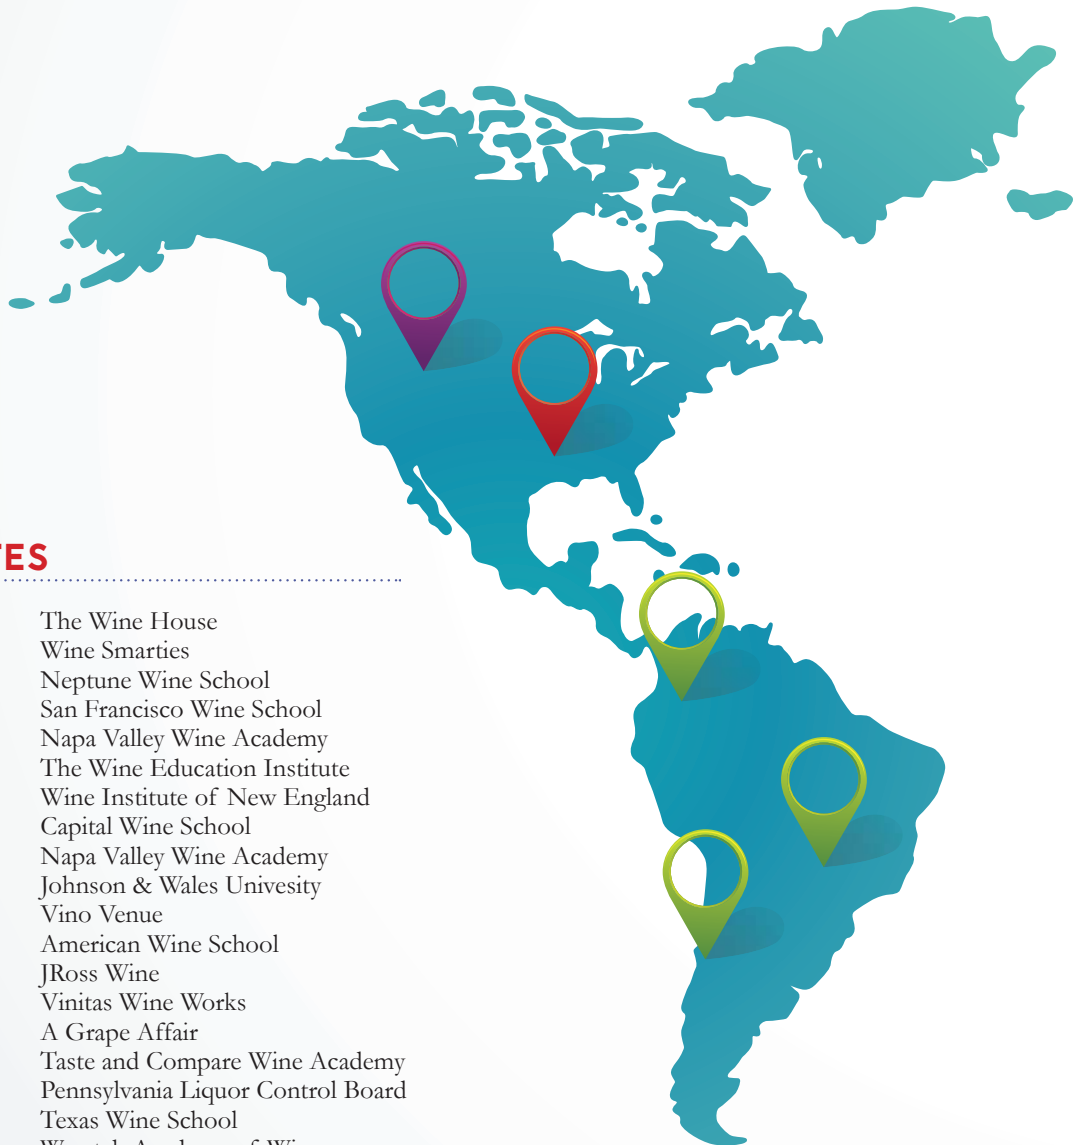 TES
The Wine House
Wine Smarties
Neptune Wine School
San Francisco Wine School
Napa Valley Wine Academy
The Wine Education Institute
Wine Institute of New England
Capital Wine School
Napa Valley Wine Academy
Johnson & Wales Univesity
Vino Venue
American Wine School
JRoss Wine
Vinitas Wine Works
A Grape Affair
Taste and Compare Wine Academy
Pennsylvania Liquor Control Board
Texas Wine School